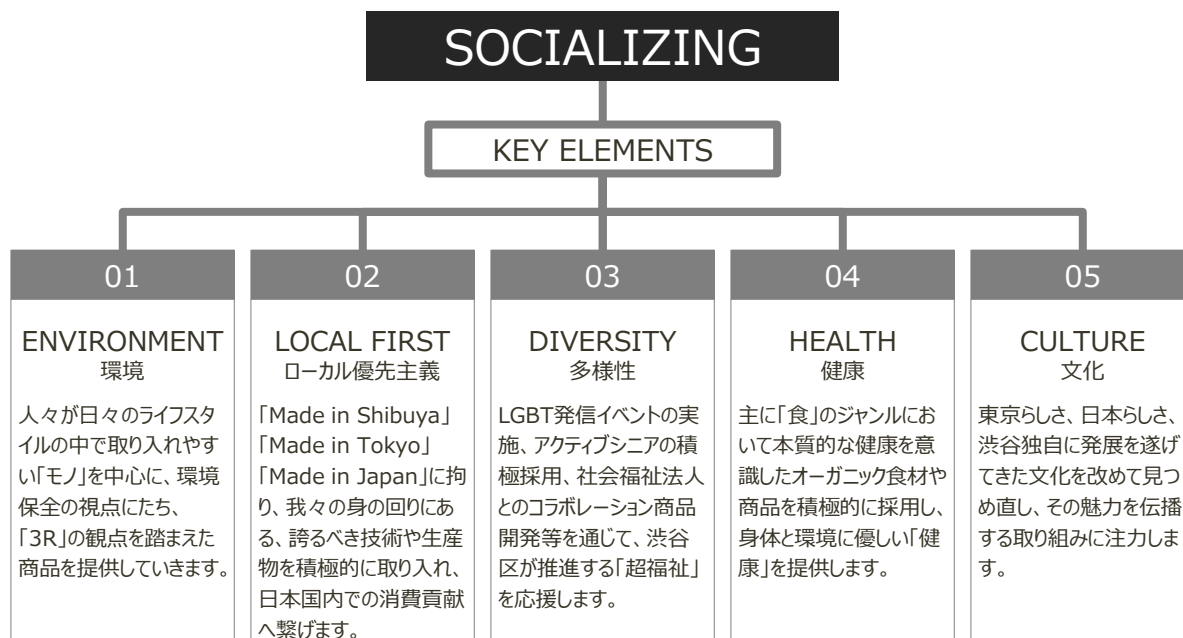 SOCIALIZING
KEY ELEMENTS
01
ENVIRONMENT
環境
人々が日々のライフスタ
イルの中で取り入れやす
い「モノ」を中心に、環境
保全の視点にたち、
「3R」の観点を踏まえた
商品を提供していきます。
02
LOCAL FIRST
ローカル優先主義
「Made in Shibuya」
「Made in Tokyo」
「Made in Japan」に拘
り、我々の身の回りにあ
る、誇るべき技術や生産
物を積極的に取り入れ、
日本国内での消費貢献
へ繋げます。
03
DIVERSITY
多様性
LGBT発信イベントの実
施、アクティブシニアの積
極採用、社会福祉法人
とのコラボレーション商品
開発等を通じて、渋谷
区が推進する「超福祉」
を応援します。
04
HEALTH
健康
主に「食」のジャンルにお
いて本質的な健康を意
識したオーガニック食材や
商品を積極的に採用し、
身体と環境に優しい「健
康」を提供します。
05
CULTURE
文化
東京らしさ、日本らしさ、
渋谷独自に発展を遂げ
てきた文化を改めて見つ
め直し、その魅力を伝播
する取り組みに注力しま
す。